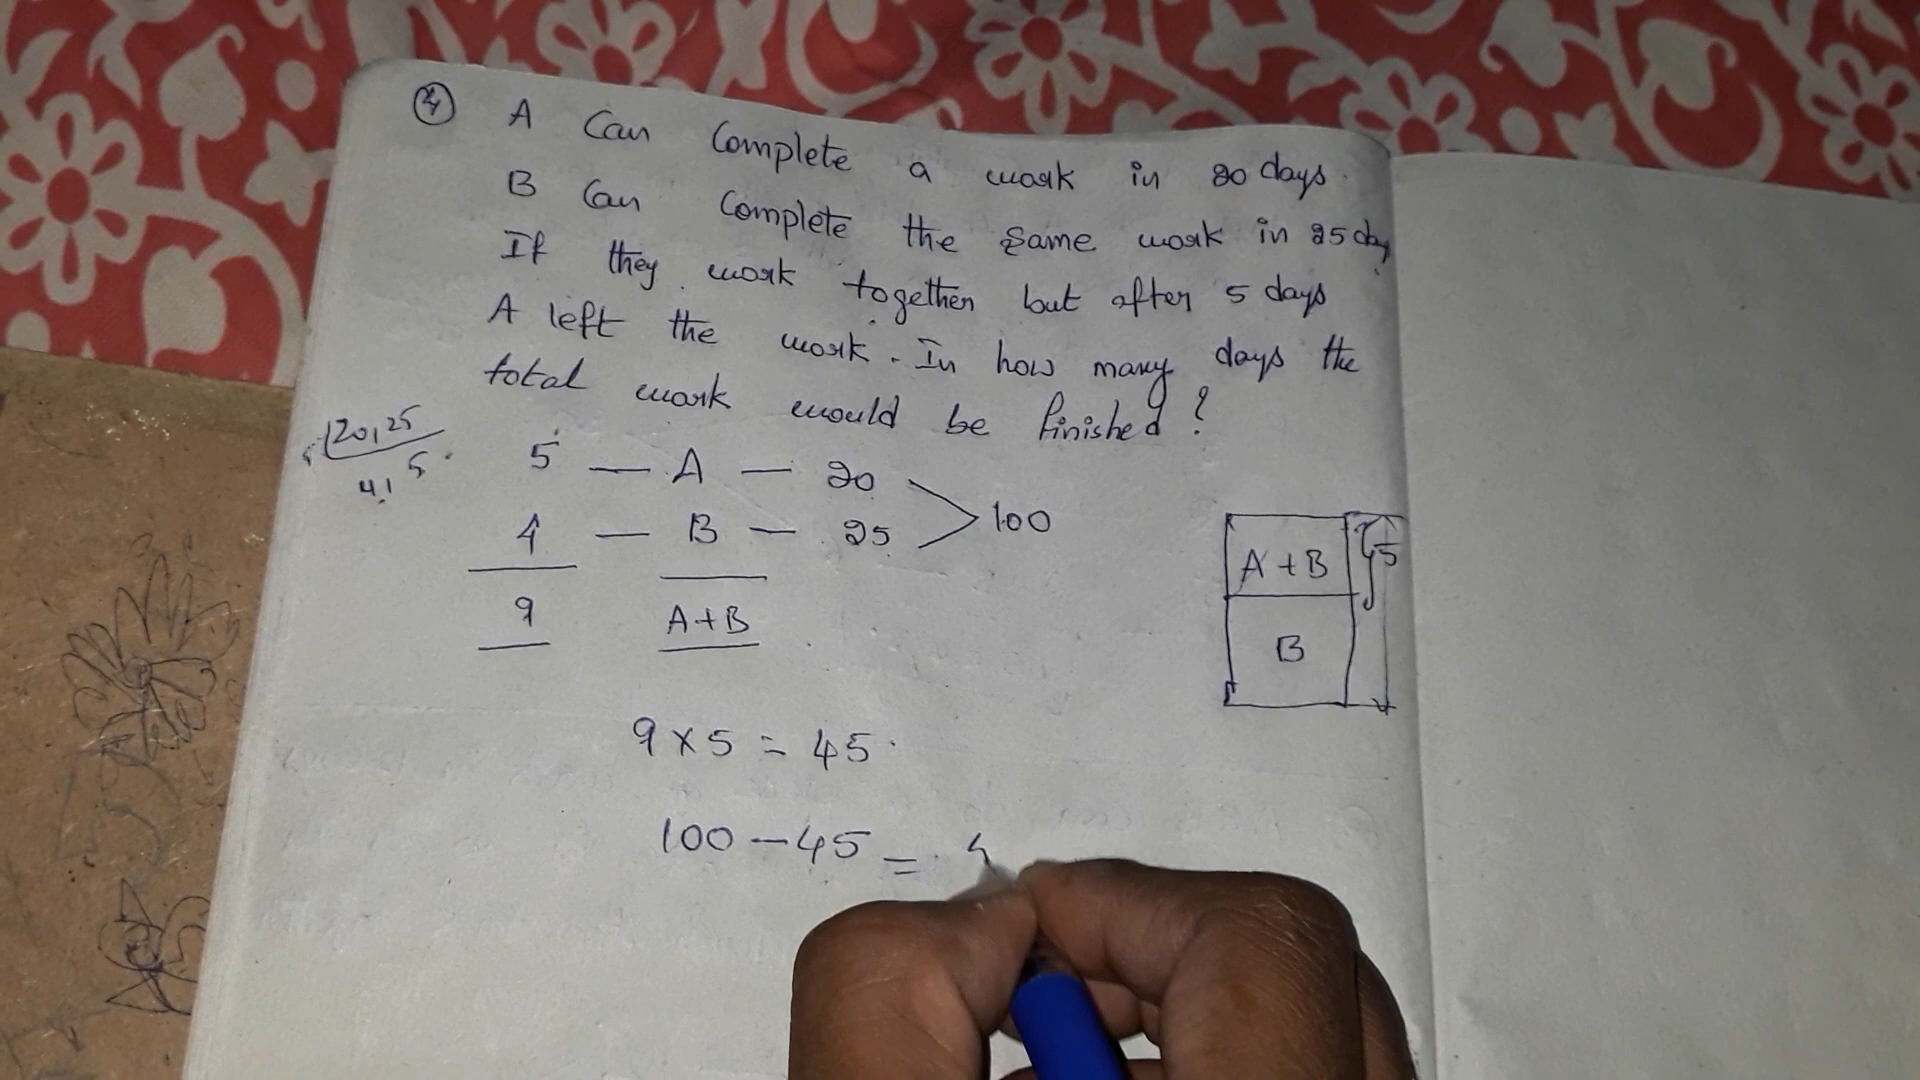 4 A Can Complete a work in 20 days.
B Can Complete the Same work in 25 day
If they work together but after 5 days
A left the work. In how many days the
total work would be finished?
5 20,25
4, 5
5 — A — 20
4 — B — 25
100
9 A+B
A + B 5
B
9 × 5 = 45
100 – 45 =